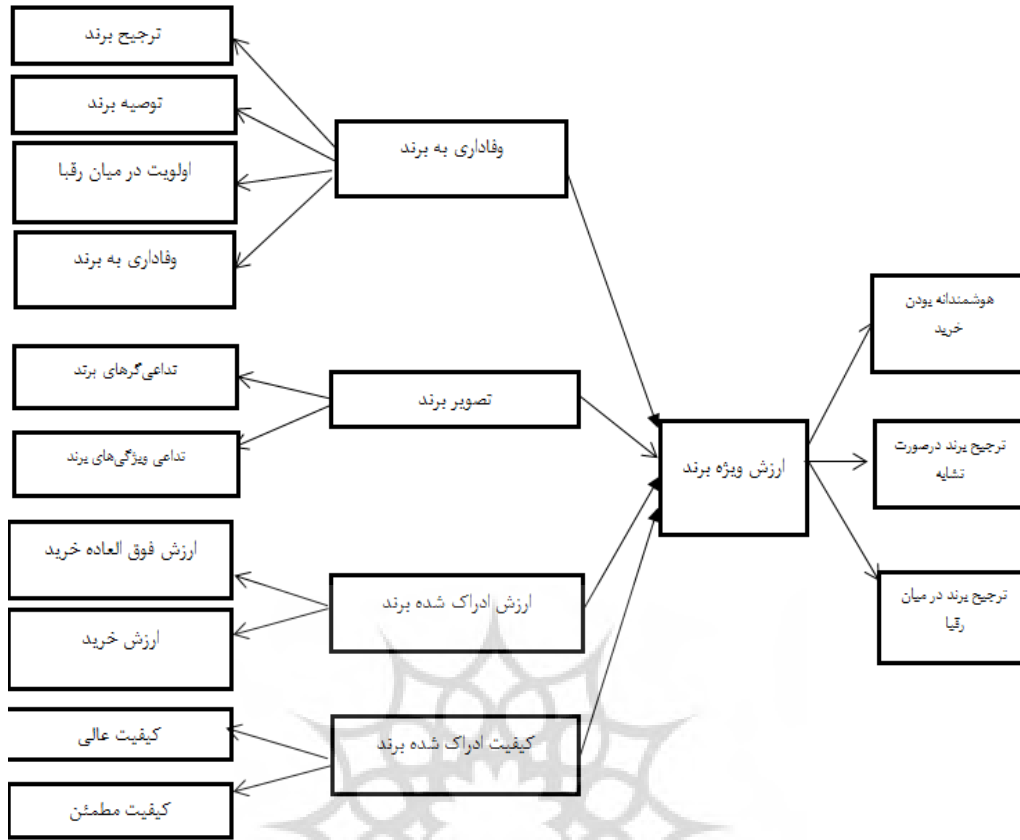 ترجیح برند
توصیه برند
اولویت در میان رقبا
وفاداری به برند
وفاداری به برند
تداعی‌گرهای برند
تداعی ویژگی‌های برند
تصویر برند
ارزش فوق العاده خرید
ارزش خرید
ارزش ادراک شده برند
کیفیت عالی
کیفیت مطمئن
کیفیت ادراک شده برند
ارزش ویژه برند
هوشمندانه بودن
خرید
ترجیح برند درصورت
تشابه
ترجیح برند در میان
رقبا